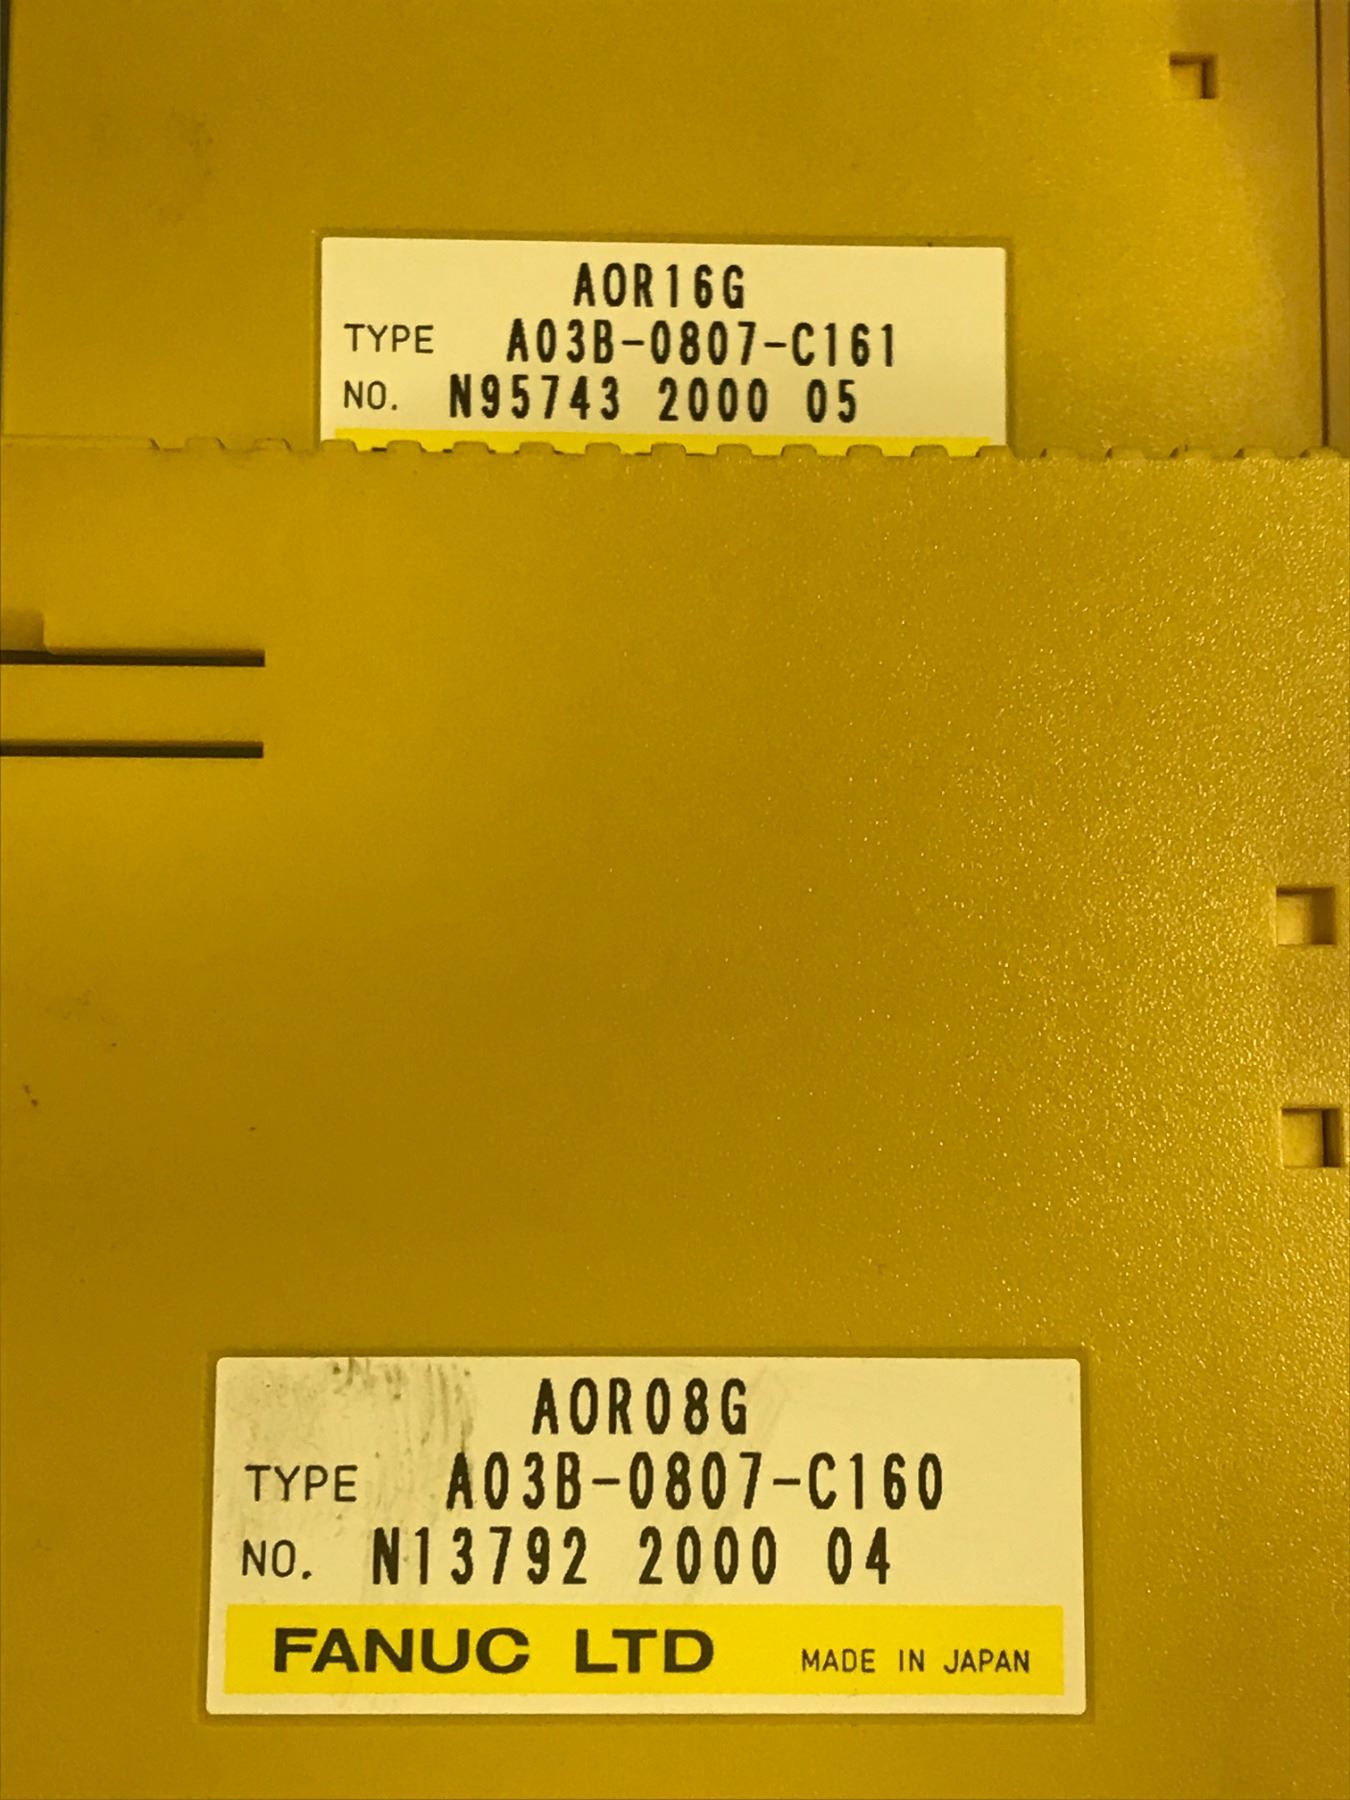 AOR16G
TYPE A03B-0807-C161
NO. N95743 2000 05
AOR08G
TYPE A03B-0807-C160
NO. N13792 2000 04
FANUC LTD MADE IN JAPAN